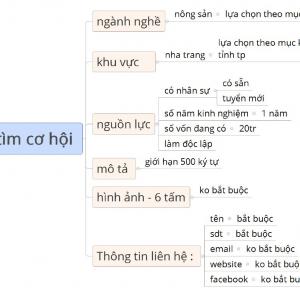 ngành nghề
nông sản
lựa chọn theo mục
khu vực
nha trang
lựa chọn theo mục
tỉnh tp
tìm cơ hội
nguồn lực
có nhân sự
có sẵn
tuyển mới
số năm kinh nghiệm
1 năm
số vốn đang có
20tr
làm độc lập
mô tả
giới hạn 500 ký tự
hình ảnh - 6 tấm
ko bắt buộc
Thông tin liên hệ :
tên
bắt buộc
sdt
bắt buộc
email
ko bắt buộc
website
ko bắt buộc
facebook
ko bắt buộc